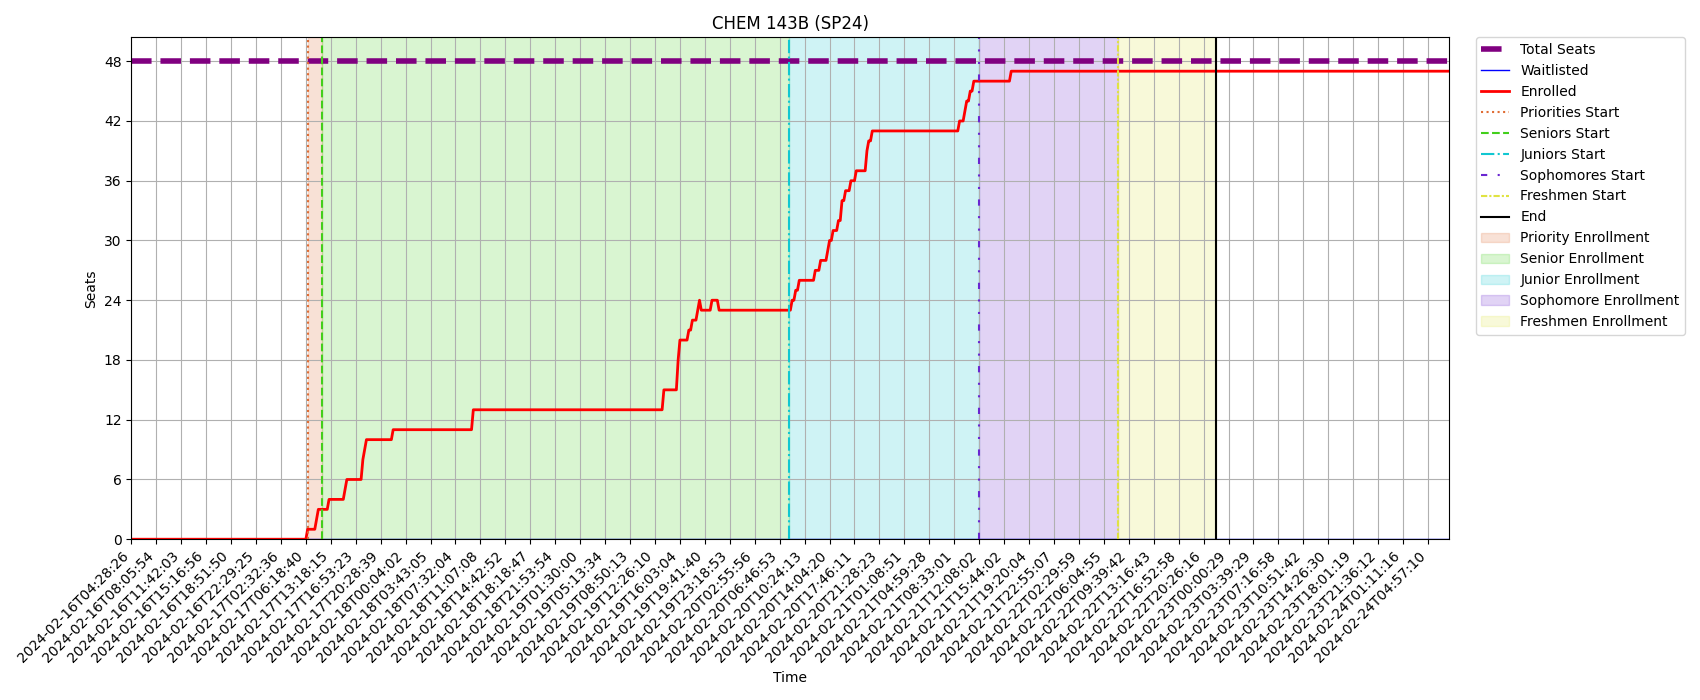 CHEM 143B (SP24)
Seats
48
42
36
30
24
18
12
6
0
2024-02-16T04:28:26
2024-02-16T08:05:54
2024-02-16T11:42:03
2024-02-16T15:16:56
2024-02-16T18:51:50
2024-02-16T22:29:25
2024-02-17T02:32:36
2024-02-17T06:18:40
2024-02-17T13:18:15
2024-02-17T16:53:23
2024-02-17T20:28:39
2024-02-18T00:04:02
2024-02-18T03:43:05
2024-02-18T07:32:04
2024-02-18T11:07:08
2024-02-18T14:42:52
2024-02-18T18:18:47
2024-02-18T21:53:54
2024-02-19T01:30:00
2024-02-19T05:13:34
2024-02-19T08:50:13
2024-02-19T12:26:10
2024-02-19T16:03:04
2024-02-19T19:41:40
2024-02-19T23:18:53
2024-02-20T02:55:56
2024-02-20T06:46:53
2024-02-20T10:24:13
2024-02-20T14:04:20
2024-02-20T17:46:11
2024-02-20T21:28:23
2024-02-21T01:08:51
2024-02-21T04:59:28
2024-02-21T08:33:01
2024-02-21T12:08:02
2024-02-21T15:44:02
2024-02-21T19:20:04
2024-02-21T22:55:07
2024-02-22T02:29:59
2024-02-22T06:04:55
2024-02-22T09:39:42
2024-02-22T13:16:43
2024-02-22T16:52:58
2024-02-22T20:26:16
2024-02-23T00:00:29
2024-02-23T03:39:29
2024-02-23T07:16:58
2024-02-23T10:51:42
2024-02-23T14:26:30
2024-02-23T18:01:19
2024-02-23T21:36:12
2024-02-24T01:11:16
2024-02-24T04:57:10
Time
Total Seats
Waitlisted
Enrolled
Priorities Start
Seniors Start
Juniors Start
Sophomores Start
Freshmen Start
End
Priority Enrollment
Senior Enrollment
Junior Enrollment
Sophomore Enrollment
Freshmen Enrollment